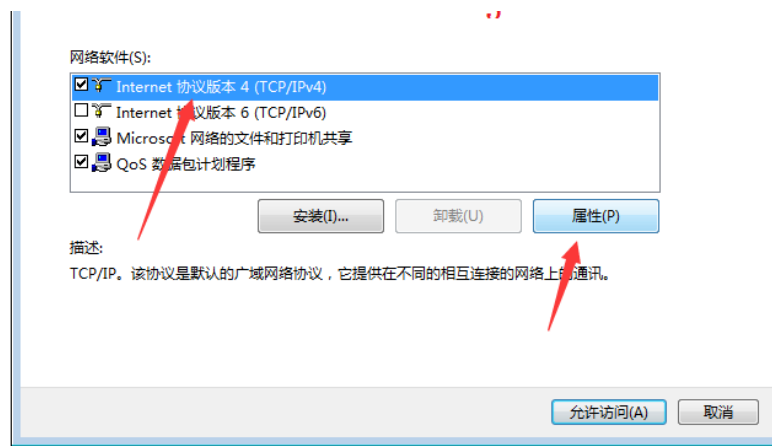 网络软件(S):
Internet 协议版本 4 (TCP/IPv4)
Internet 协议版本 6 (TCP/IPv6)
Microsoft 网络的文件和打印机共享
QoS 数据包计划程序
安装(I)... 卸载(U) 属性(P)
描述:
TCP/IP。该协议是默认的广域网络协议，它提供在不同的相互连接的网络上的通讯。
允许访问(A) 取消